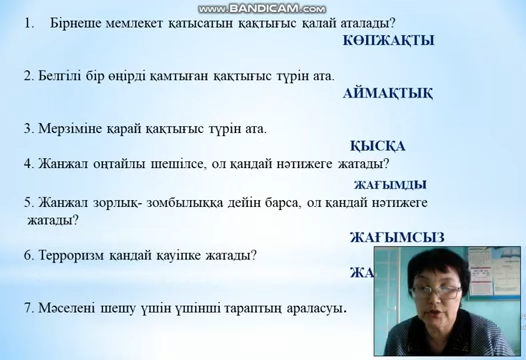 www.BANDICAM.com
1. Бірнеше мемлекет қатысатын қақтығыс қалай аталады?
КӨПЖАҚТЫ
2. Белгілі бір өңірді қамтыған қақтығыс түрін ата.
АЙМАҚТЫҚ
3. Мерзіміне қарай қақтығыс түрін ата.
ҚЫСҚА
4. Жанжал оңтайлы шешілсе, ол қандай нәтижеге жатады?
ЖАҒЫМДЫ
5. Жанжал зорлық- зомбылыққа дейін барса, ол қандай нәтижеге
жатады?
ЖАҒЫМСЫЗ
6. Терроризм қандай қауіпке жатады?
7. Мәселені шешу үшін үшінші тараптың араласуы.